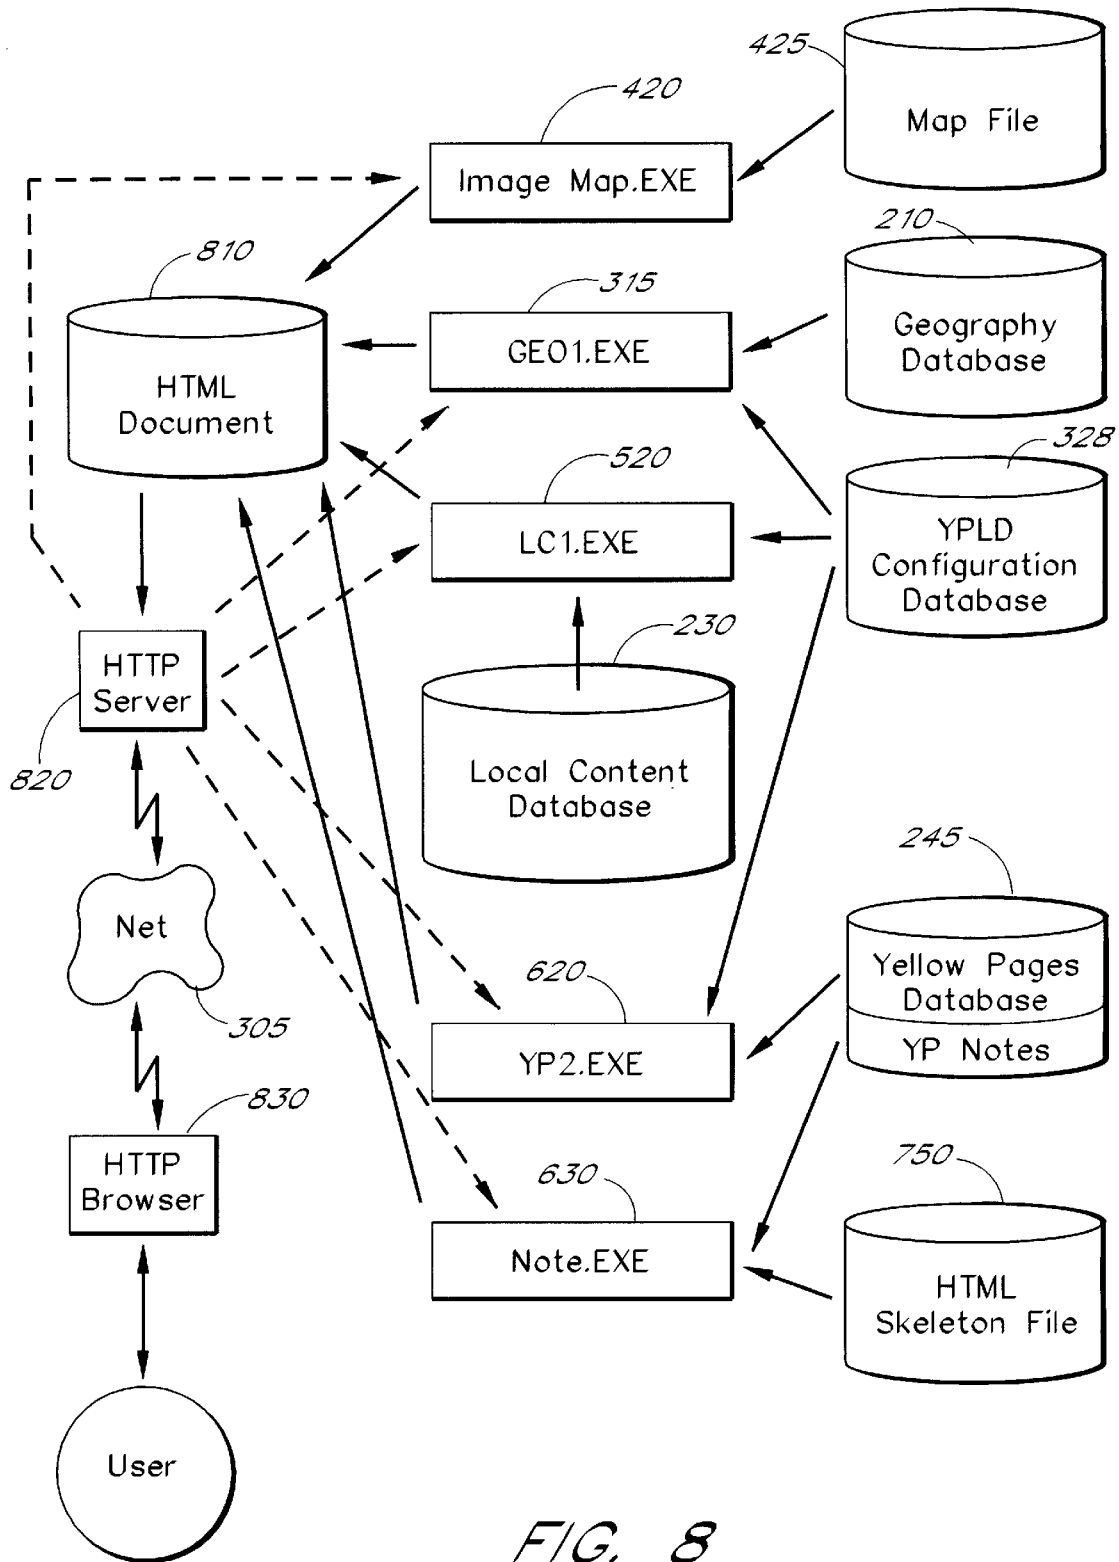 425
Map File
420
Image Map.EXE
210
Geography
Database
810
HTML
Document
315
GEO1.EXE
328
YPLD
Configuration
Database
520
LC1.EXE
230
Local Content
Database
HTTP
Server
820
Net
305
245
Yellow Pages
Database
YP Notes
620
YP2.EXE
830
HTTP
Browser
630
Note.EXE
750
HTML
Skeleton File
User
FIG. 8